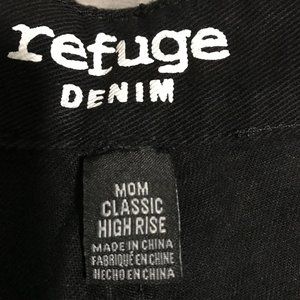 refuge
DENIM
MOM
CLASSIC
HIGH RISE
MADE IN CHINA
FABRIQUÉ EN CHINE
HECHO EN CHINA